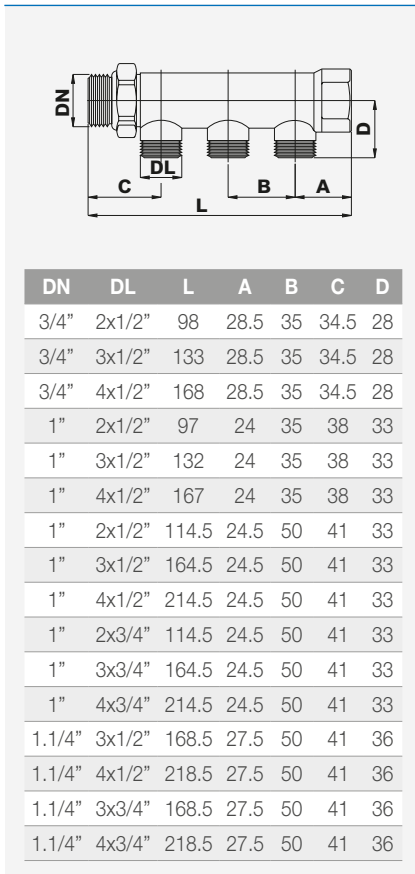 DN
D
DL
C
B
A
L
DN DL L A B C D
3/4” 2x1/2” 98 28.5 35 34.5 28
3/4” 3x1/2” 133 28.5 35 34.5 28
3/4” 4x1/2” 168 28.5 35 34.5 28
1” 2x1/2” 97 24 35 38 33
1” 3x1/2” 132 24 35 38 33
1” 4x1/2” 167 24 35 38 33
1” 2x1/2” 114.5 24.5 50 41 33
1” 3x1/2” 164.5 24.5 50 41 33
1” 4x1/2” 214.5 24.5 50 41 33
1” 2x3/4” 114.5 24.5 50 41 33
1” 3x3/4” 164.5 24.5 50 41 33
1” 4x3/4” 214.5 24.5 50 41 33
1.1/4” 3x1/2” 168.5 27.5 50 41 36
1.1/4” 4x1/2” 218.5 27.5 50 41 36
1.1/4” 3x3/4” 168.5 27.5 50 41 36
1.1/4” 4x3/4” 218.5 27.5 50 41 36